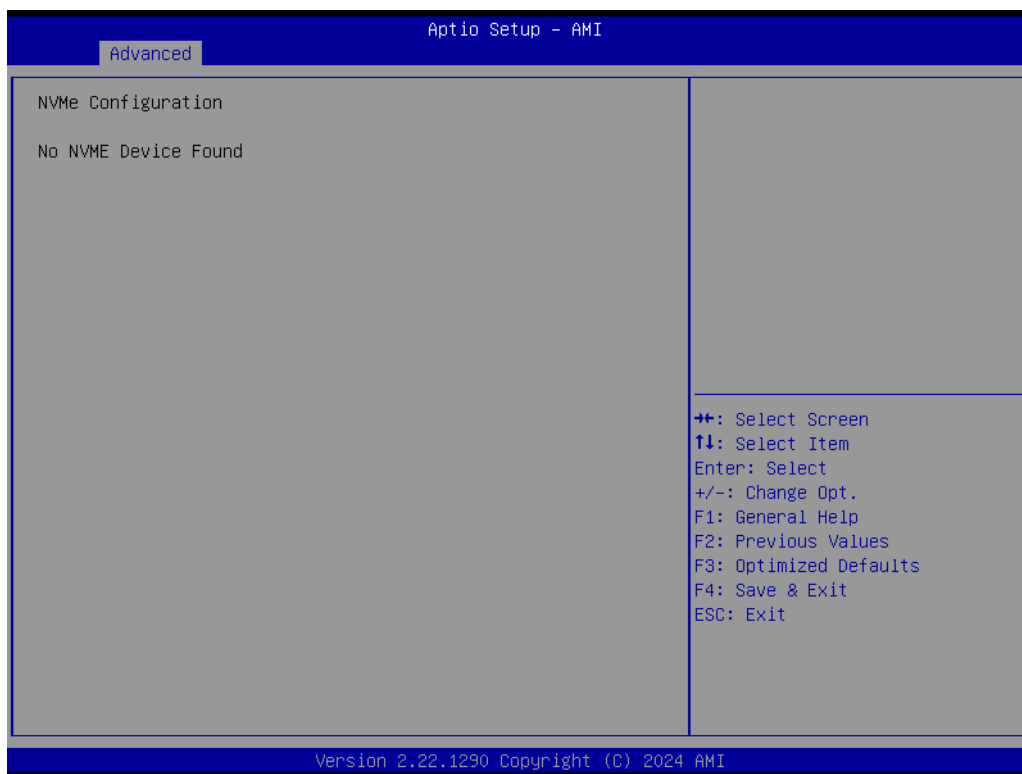 Aptio Setup – AMI
Advanced
NVMe Configuration
No NVME Device Found
→←: Select Screen
↑↓: Select Item
Enter: Select
+/-: Change Opt.
F1: General Help
F2: Previous Values
F3: Optimized Defaults
F4: Save & Exit
ESC: Exit
Version 2.22.1290 Copyright (C) 2024 AMI